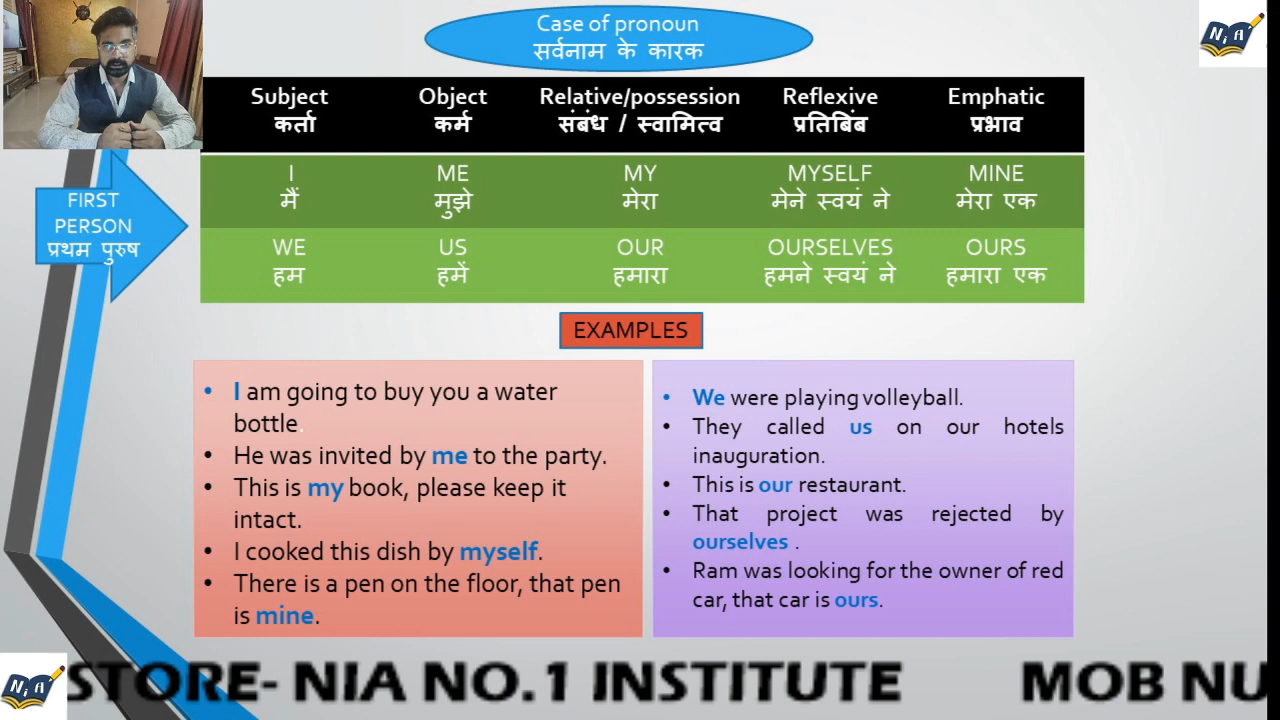 Case of pronoun
सर्वनाम के कारक
NiA
Subject Object Relative/possession Reflexive Emphatic
कर्ता कर्म संबंध / स्वामित्व प्रतिबिंब प्रभाव
I ME MY MYSELF MINE
मैं मुझे मेरा मेने स्वयं ने मेरा एक
FIRST
PERSON
प्रथम पुरुष
WE US OUR OURSELVES OURS
हम हमें हमारा हमने स्वयं ने हमारा एक
EXAMPLES
• I am going to buy you a water
bottle.
• He was invited by me to the party.
• This is my book, please keep it
intact.
• I cooked this dish by myself.
• There is a pen on the floor, that pen
is mine.
• We were playing volleyball.
• They called us on our hotels
inauguration.
• This is our restaurant.
• That project was rejected by
ourselves .
• Ram was looking for the owner of red
car, that car is ours.
NiA
STORE- NIA NO.1 INSTITUTE MOB NU